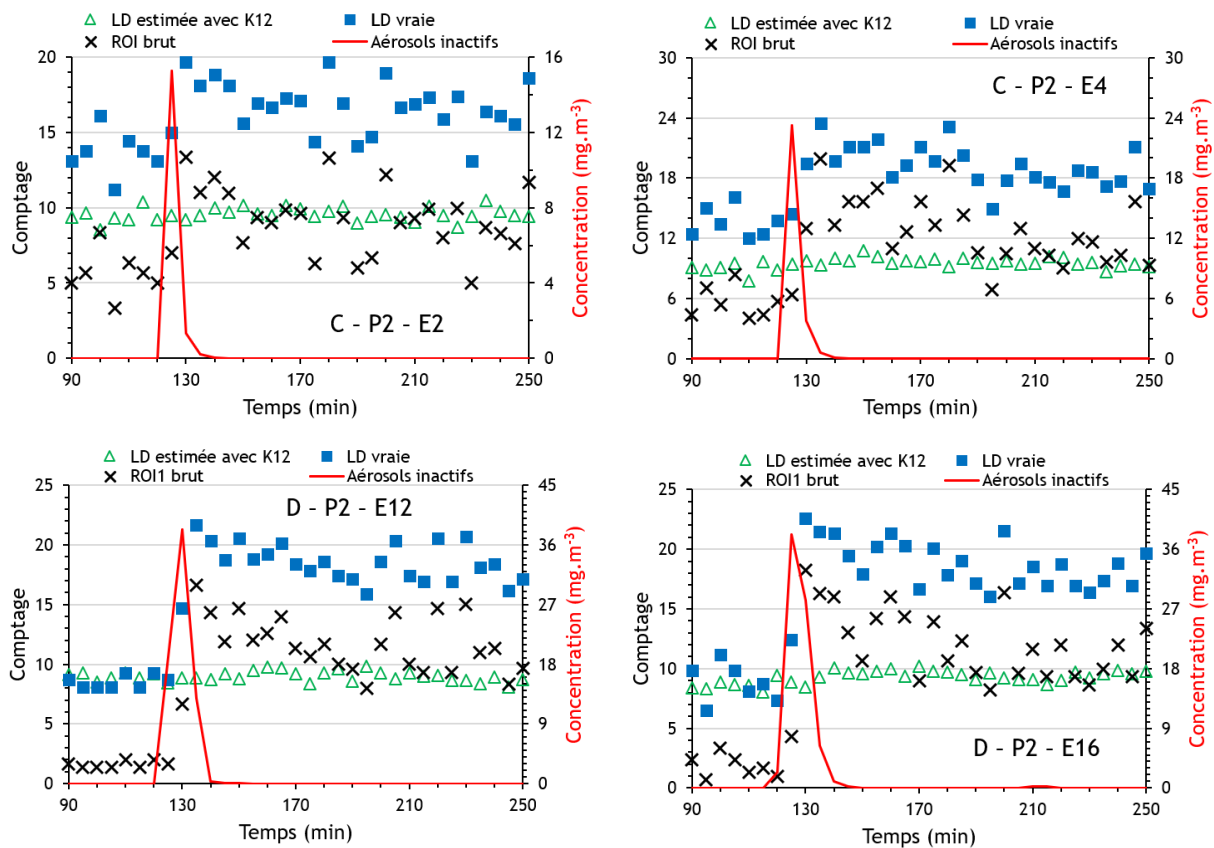 LD estimée avec K12
LD vraie
ROI brut
Aérosols inactifs
20
15
10
5
0
16
12
8
4
0
Comptage
Concentration (mg.m-3)
C - P2 - E2
90
130
170
210
250
Temps (min)
LD estimée avec K12
LD vraie
ROI brut
Aérosols inactifs
30
24
18
12
6
0
30
24
18
12
6
0
Comptage
Concentration (mg.m-3)
C - P2 - E4
90
130
170
210
250
Temps (min)
LD estimée avec K12
LD vraie
ROI1 brut
Aérosols inactifs
25
20
15
10
5
0
45
36
27
18
9
0
Comptage
Concentration (mg.m-3)
D - P2 - E12
90
130
170
210
250
Temps (min)
LD estimée avec K12
LD vraie
ROI1 brut
Aérosols inactifs
25
20
15
10
5
0
45
36
27
18
9
0
Comptage
Concentration (mg.m-3)
D - P2 - E16
90
130
170
210
250
Temps (min)